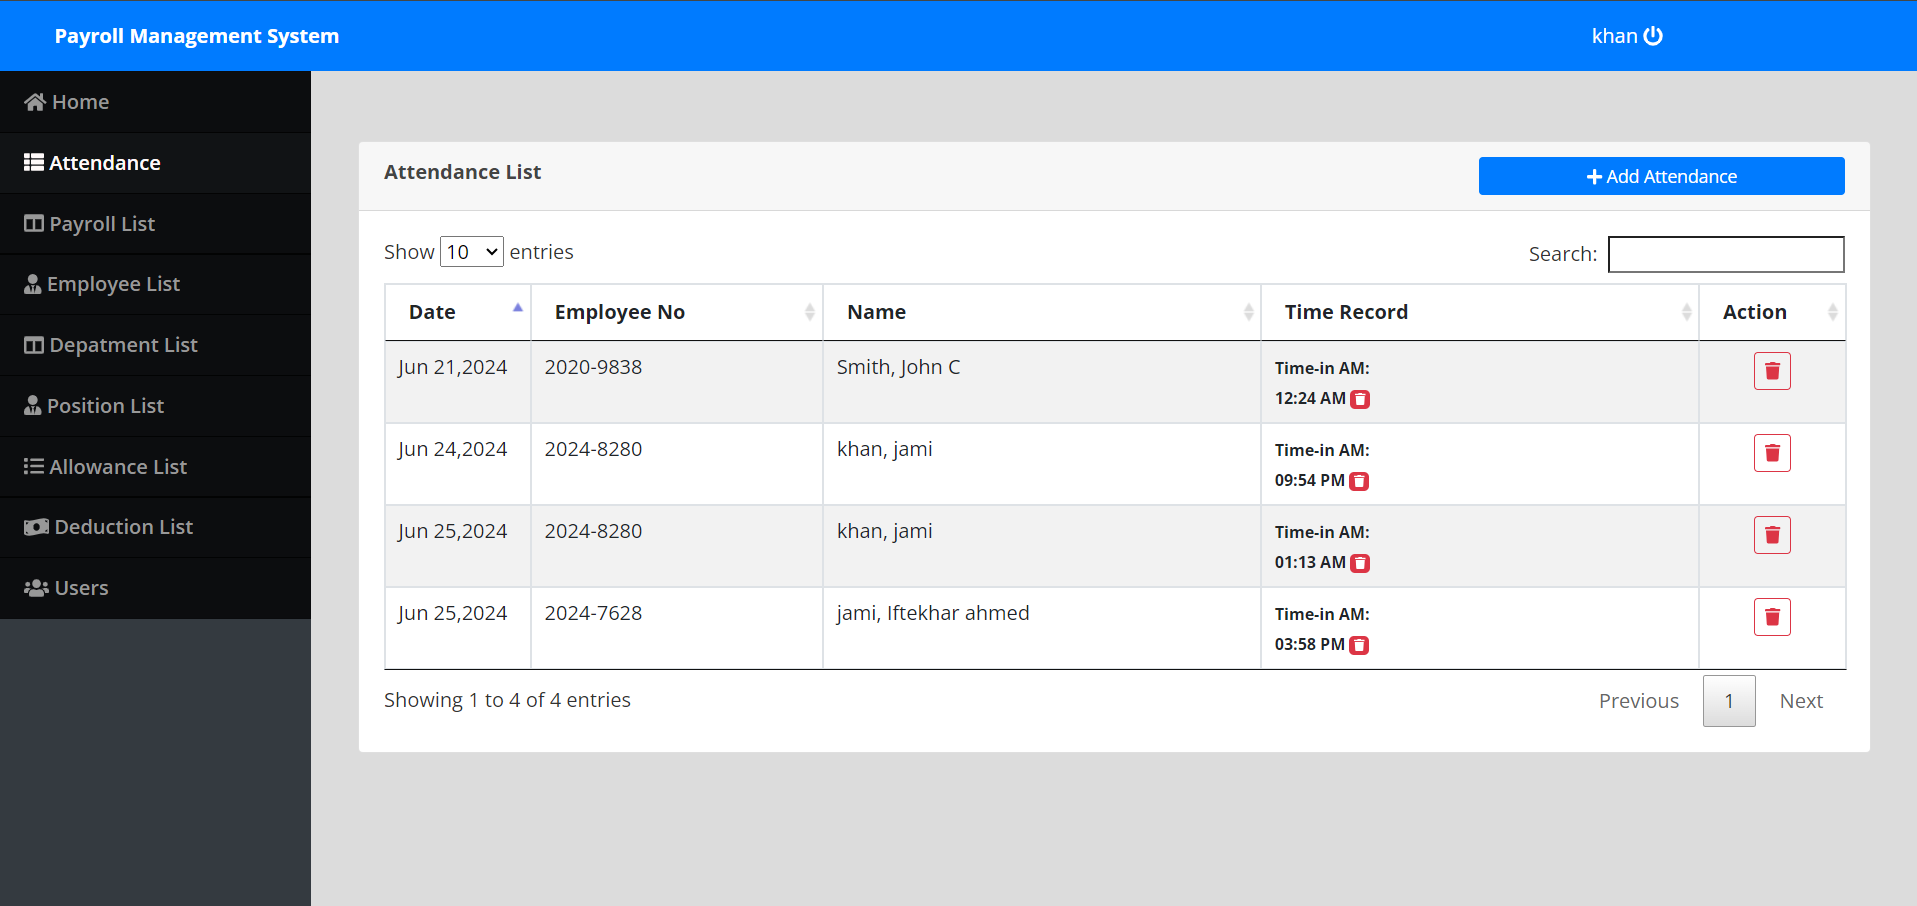 Payroll Management System
khan
Home
Attendance
Payroll List
Employee List
Depatment List
Position List
Allowance List
Deduction List
Users
Attendance List
Add Attendance
Show 10 entries
Search:
Date Employee No Name Time Record Action
Jun 21,2024 2020-9838 Smith, John C Time-in AM:
12:24 AM
Jun 24,2024 2024-8280 khan, jami Time-in AM:
09:54 PM
Jun 25,2024 2024-8280 khan, jami Time-in AM:
01:13 AM
Jun 25,2024 2024-7628 jami, Iftekhar ahmed Time-in AM:
03:58 PM
Showing 1 to 4 of 4 entries
Previous 1 Next